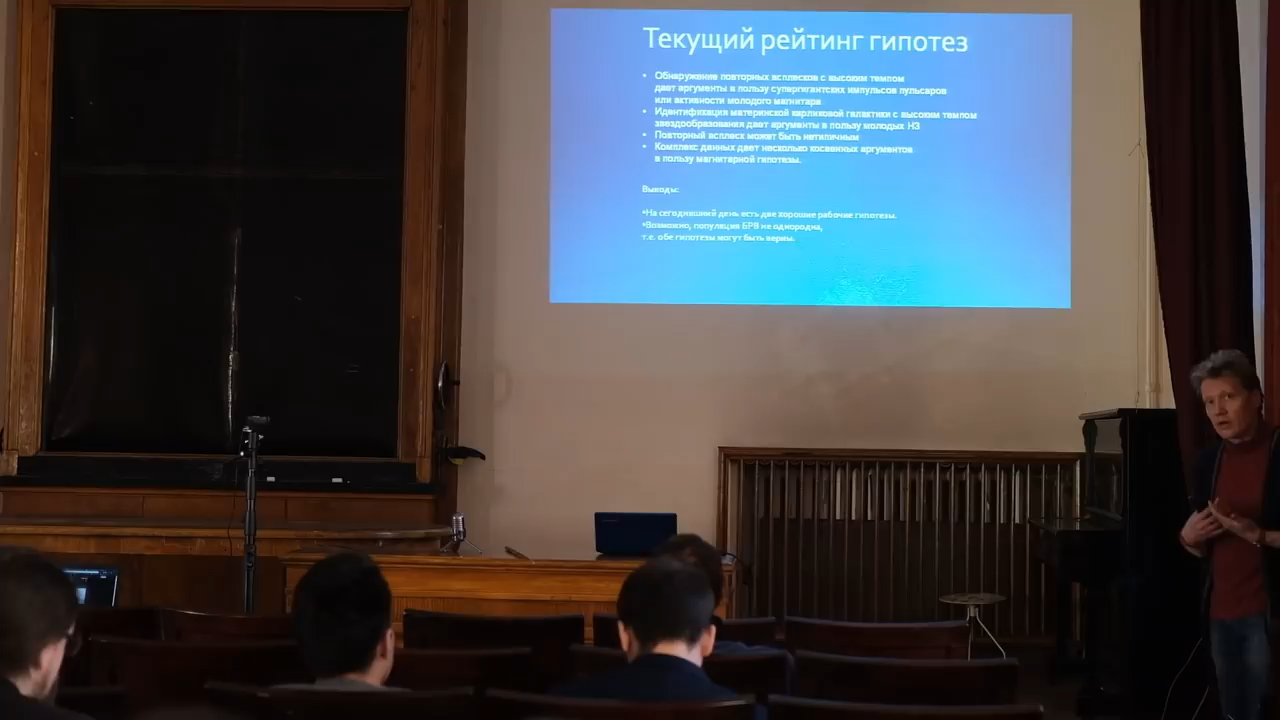 Текущий рейтинг гипотез
• Обнаружение повторных всплесков с высоким темпом
дает аргументы в пользу супергигантских импульсов пульсаров
или активности молодого магнитара
• Идентификация материнской карликовой галактики с высоким темпом
звездообразования дает аргументы в пользу молодых НЗ
• Повторный всплеск может быть нетипичным
• Комплекс данных дает несколько косвенных аргументов
в пользу магнитарной гипотезы.
Выводы:
•На сегодняшний день есть две хорошие рабочие гипотезы.
•Возможно, популяция БРВ не однородна,
т.е. обе гипотезы могут быть верны.